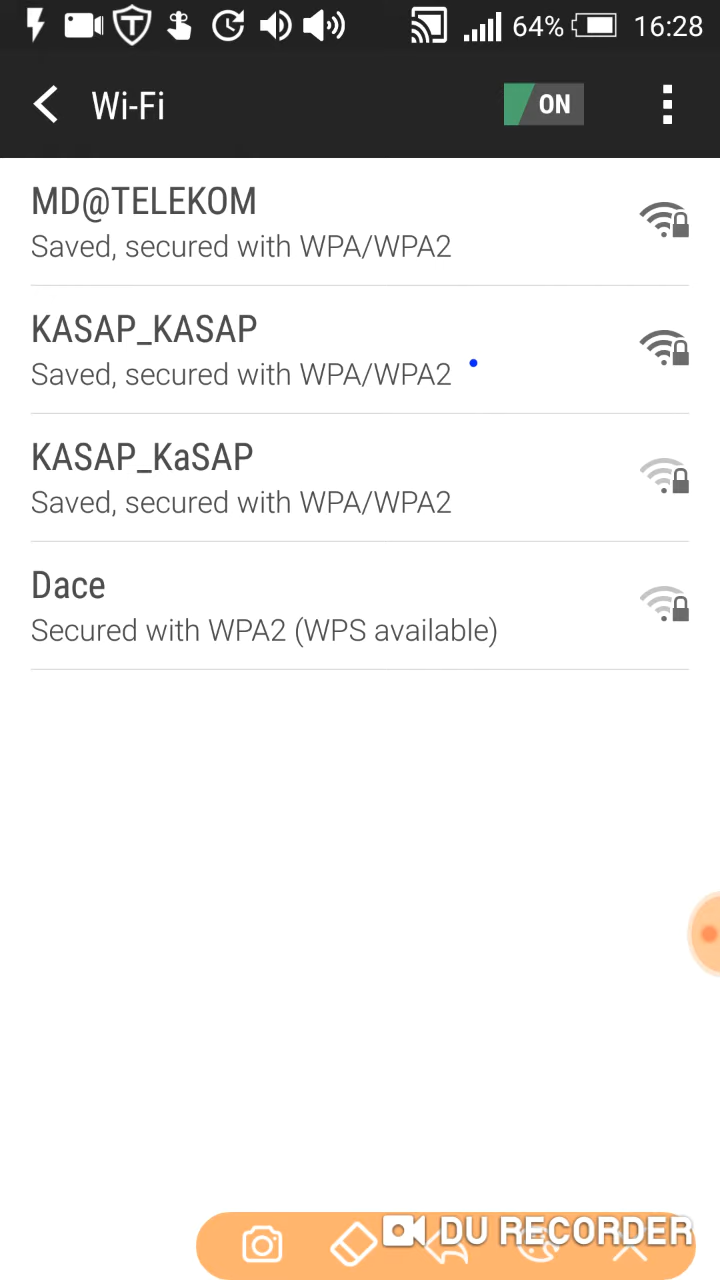 64% 16:28
Wi-Fi ON
MD@TELEKOM
Saved, secured with WPA/WPA2
KASAP_KASAP
Saved, secured with WPA/WPA2
KASAP_KaSAP
Saved, secured with WPA/WPA2
Dace
Secured with WPA2 (WPS available)
DU RECORDER